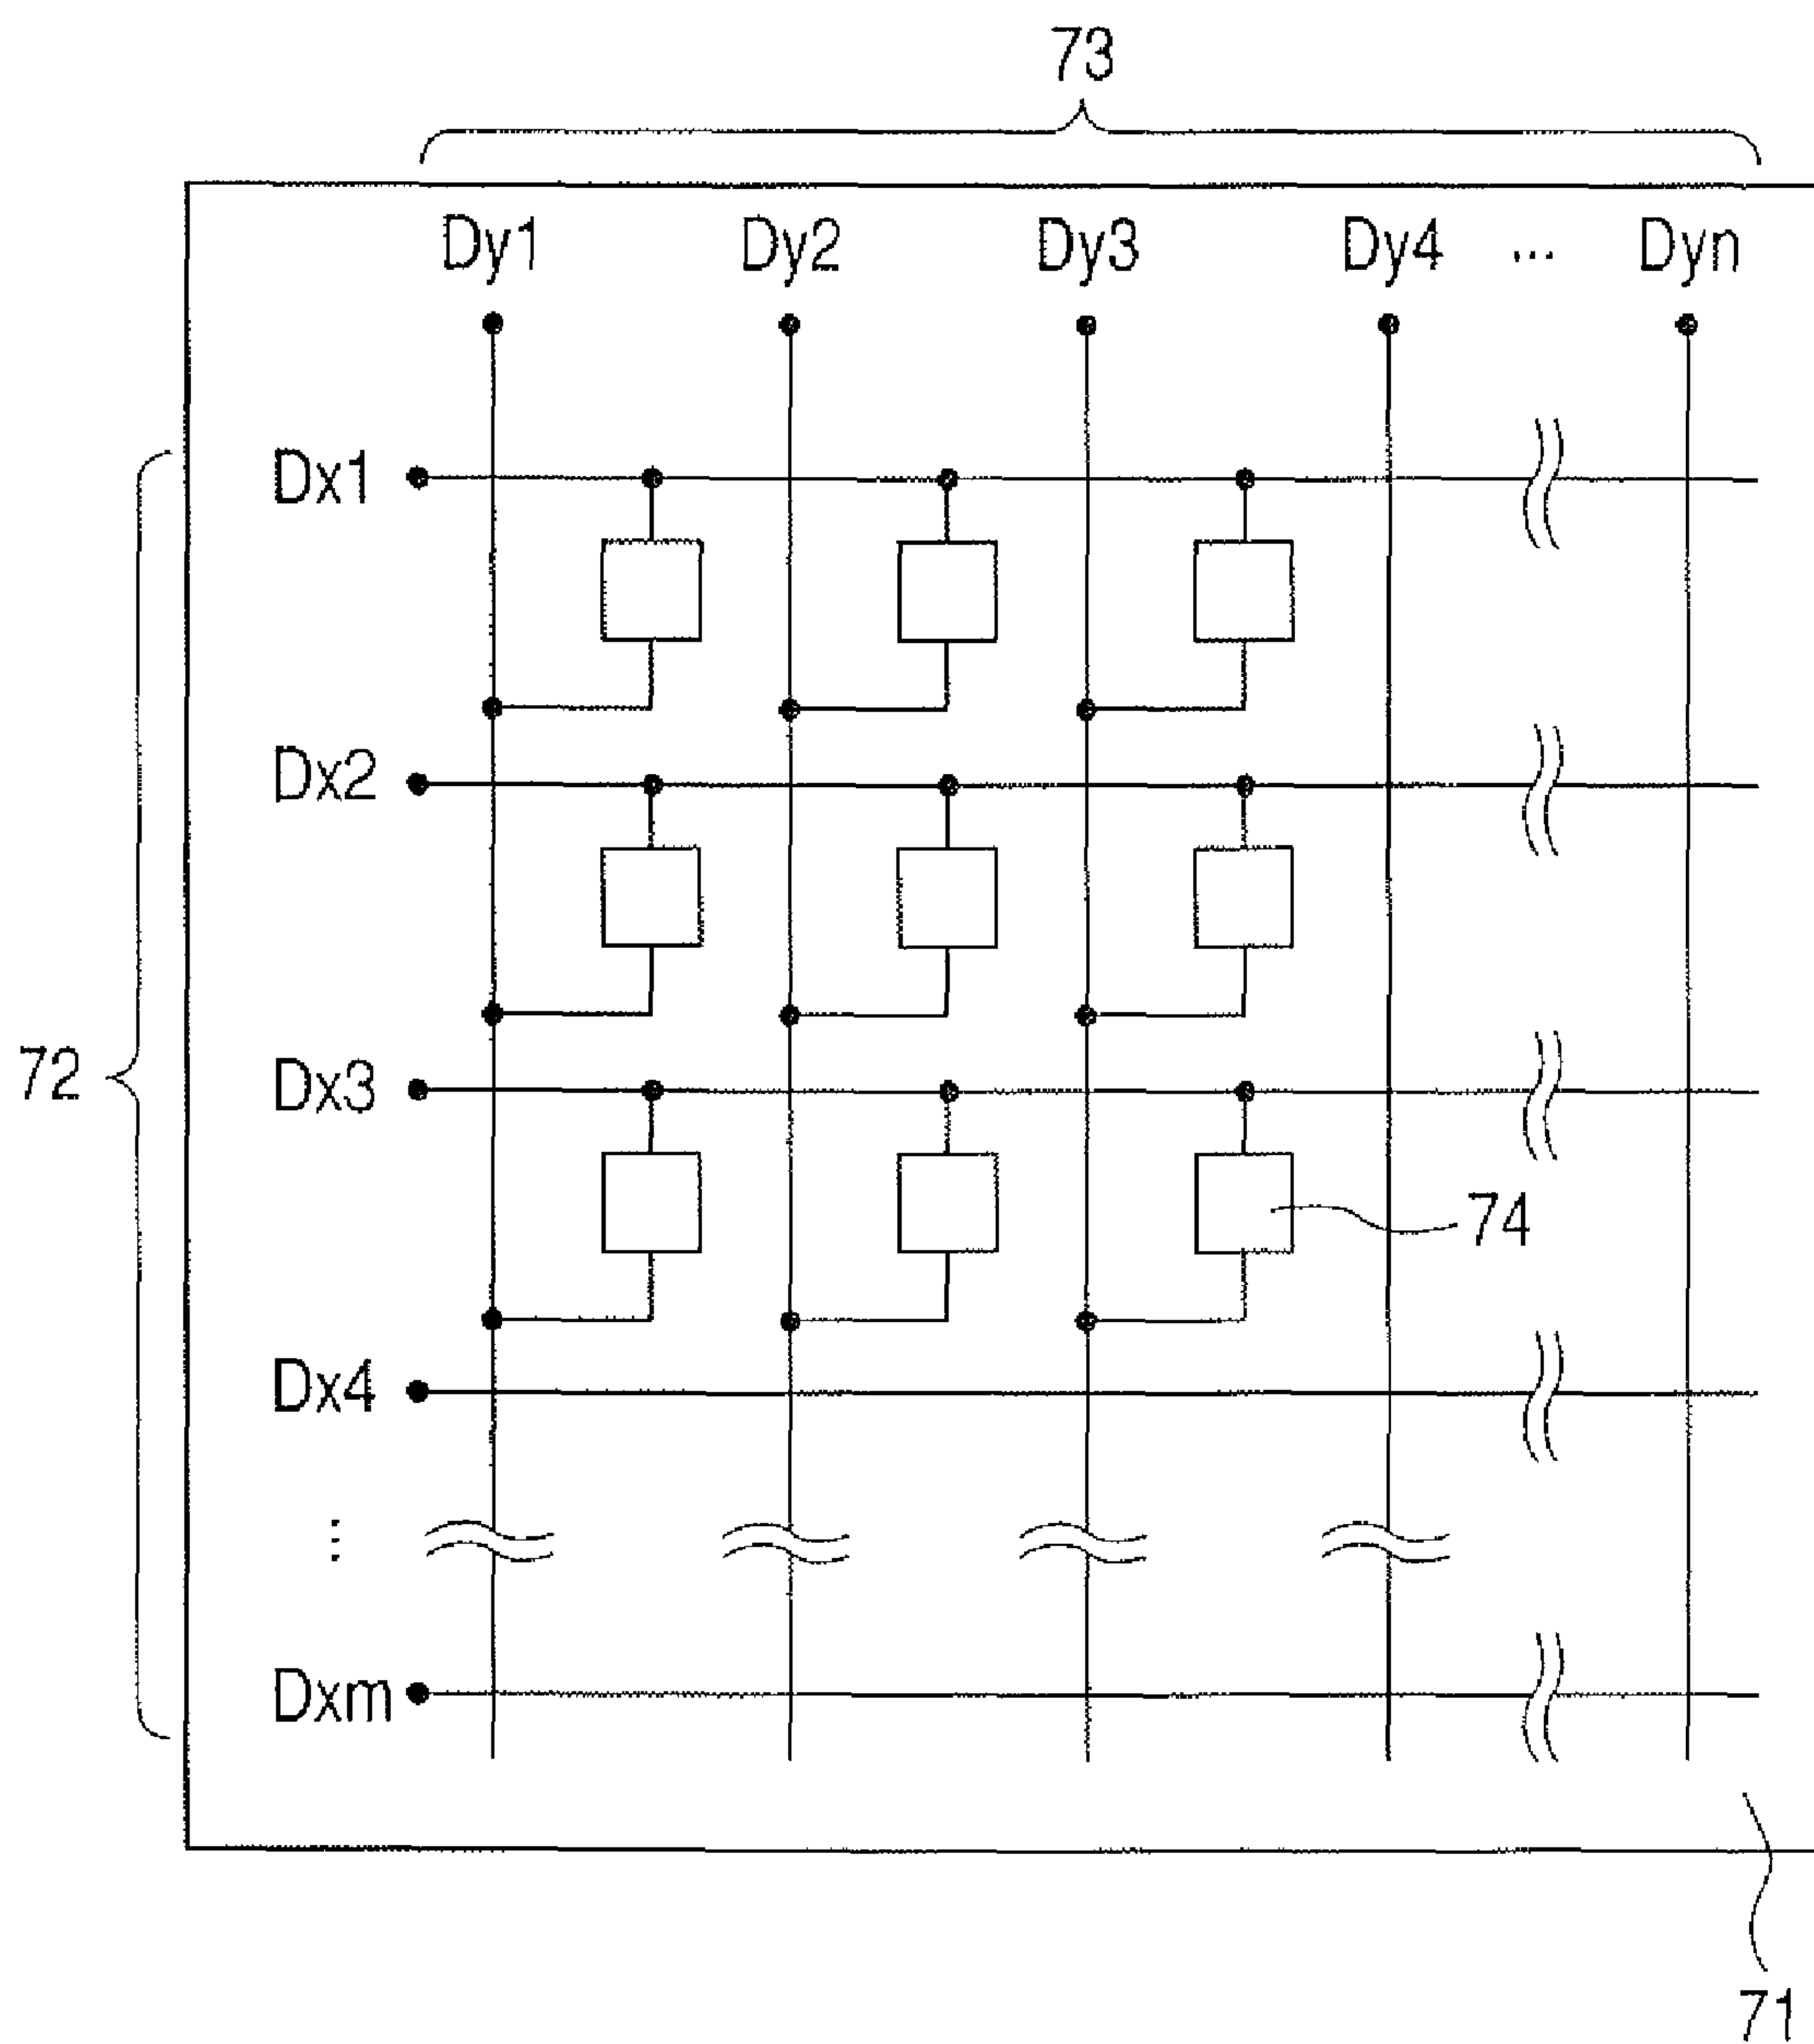 73
Dy1 Dy2 Dy3 Dy4 ... Dyn
Dx1
Dx2
72
Dx3
74
Dx4
⋮
Dxm
71